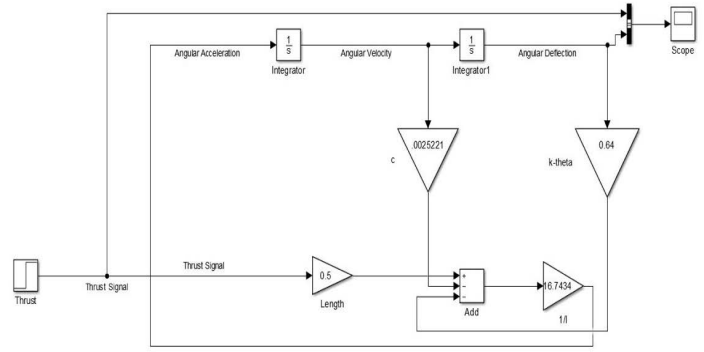 Scope
1
s
Integrator
1
s
Integrator1
Angular Acceleration
Angular Velocity
Angular Deflection
.0025221
c
0.64
k-theta
Thrust
Thrust Signal
Thrust Signal
0.5
Length
+
−
−
Add
16.7434
1/I